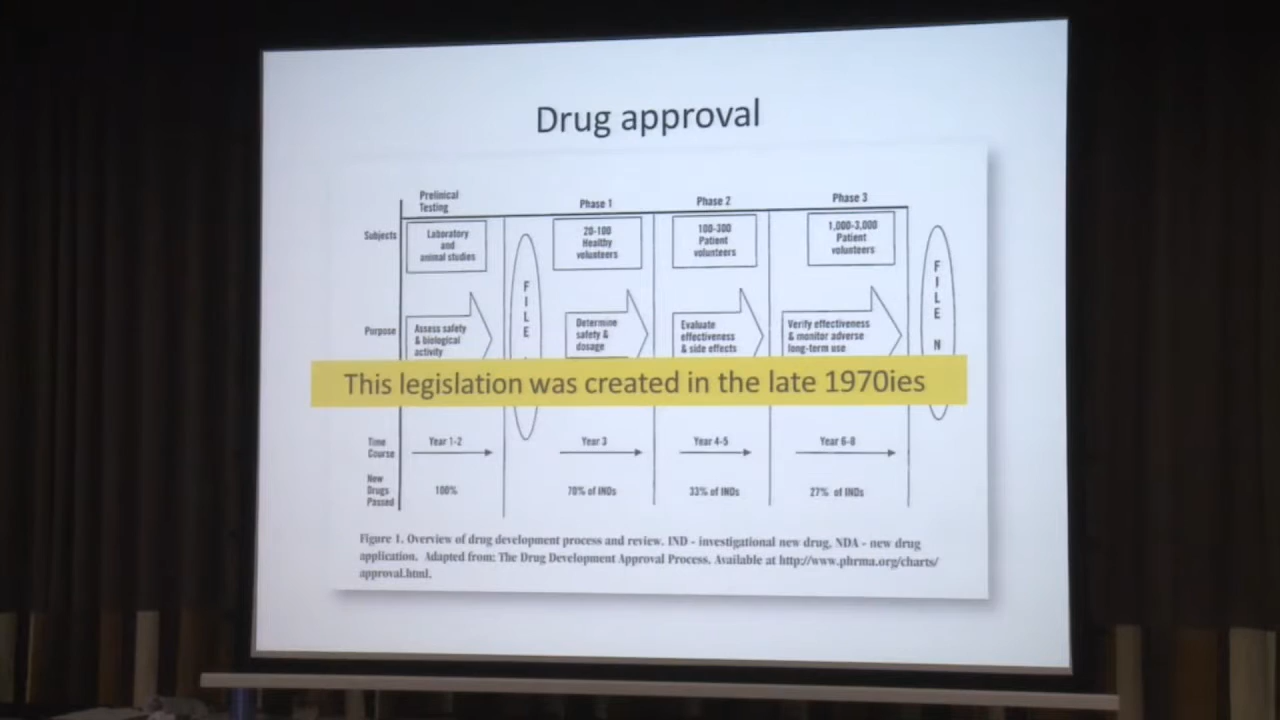 Drug approval
Prelinical
Testing
Phase 1
Phase 2
Phase 3
Subjects
Laboratory
and
animal studies
20-100
Healthy
volunteers
100-300
Patient
volunteers
1,000-3,000
Patient
volunteers
F
I
L
E
F
I
L
E
N
Purpose
Assess safety
& biological
activity
Determine
safety &
dosage
Evaluate
effectiveness
& side effects
Verify effectiveness
& monitor adverse
long-term use
This legislation was created in the late 1970ies
Time
Course
Year 1-2
Year 3
Year 4-5
Year 6-8
New
Drugs
Passed
100%
70% of INDs
33% of INDs
27% of INDs
Figure 1. Overview of drug development process and review. IND - investigational new drug, NDA - new drug
application. Adapted from: The Drug Development Approval Process. Available at http://www.phrma.org/charts/
approval.html.